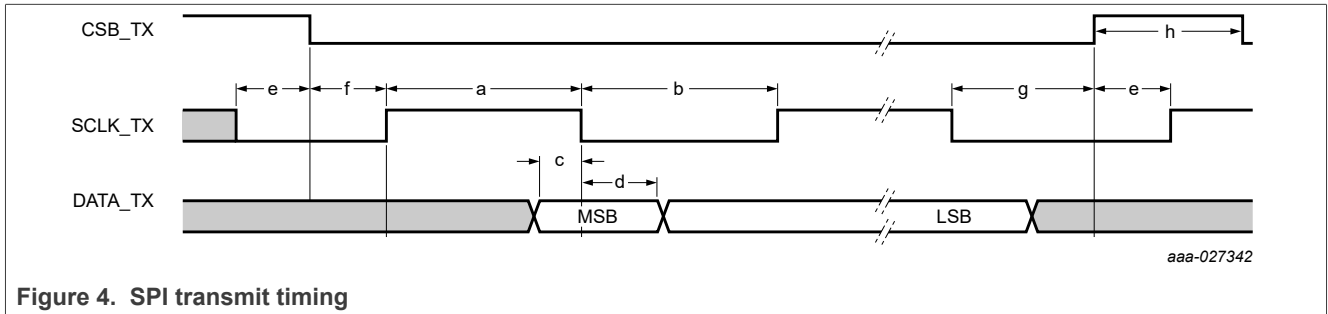 CSB_TX
h
e f a b g e
SCLK_TX
c
d
DATA_TX
MSB LSB
aaa-027342
Figure 4. SPI transmit timing